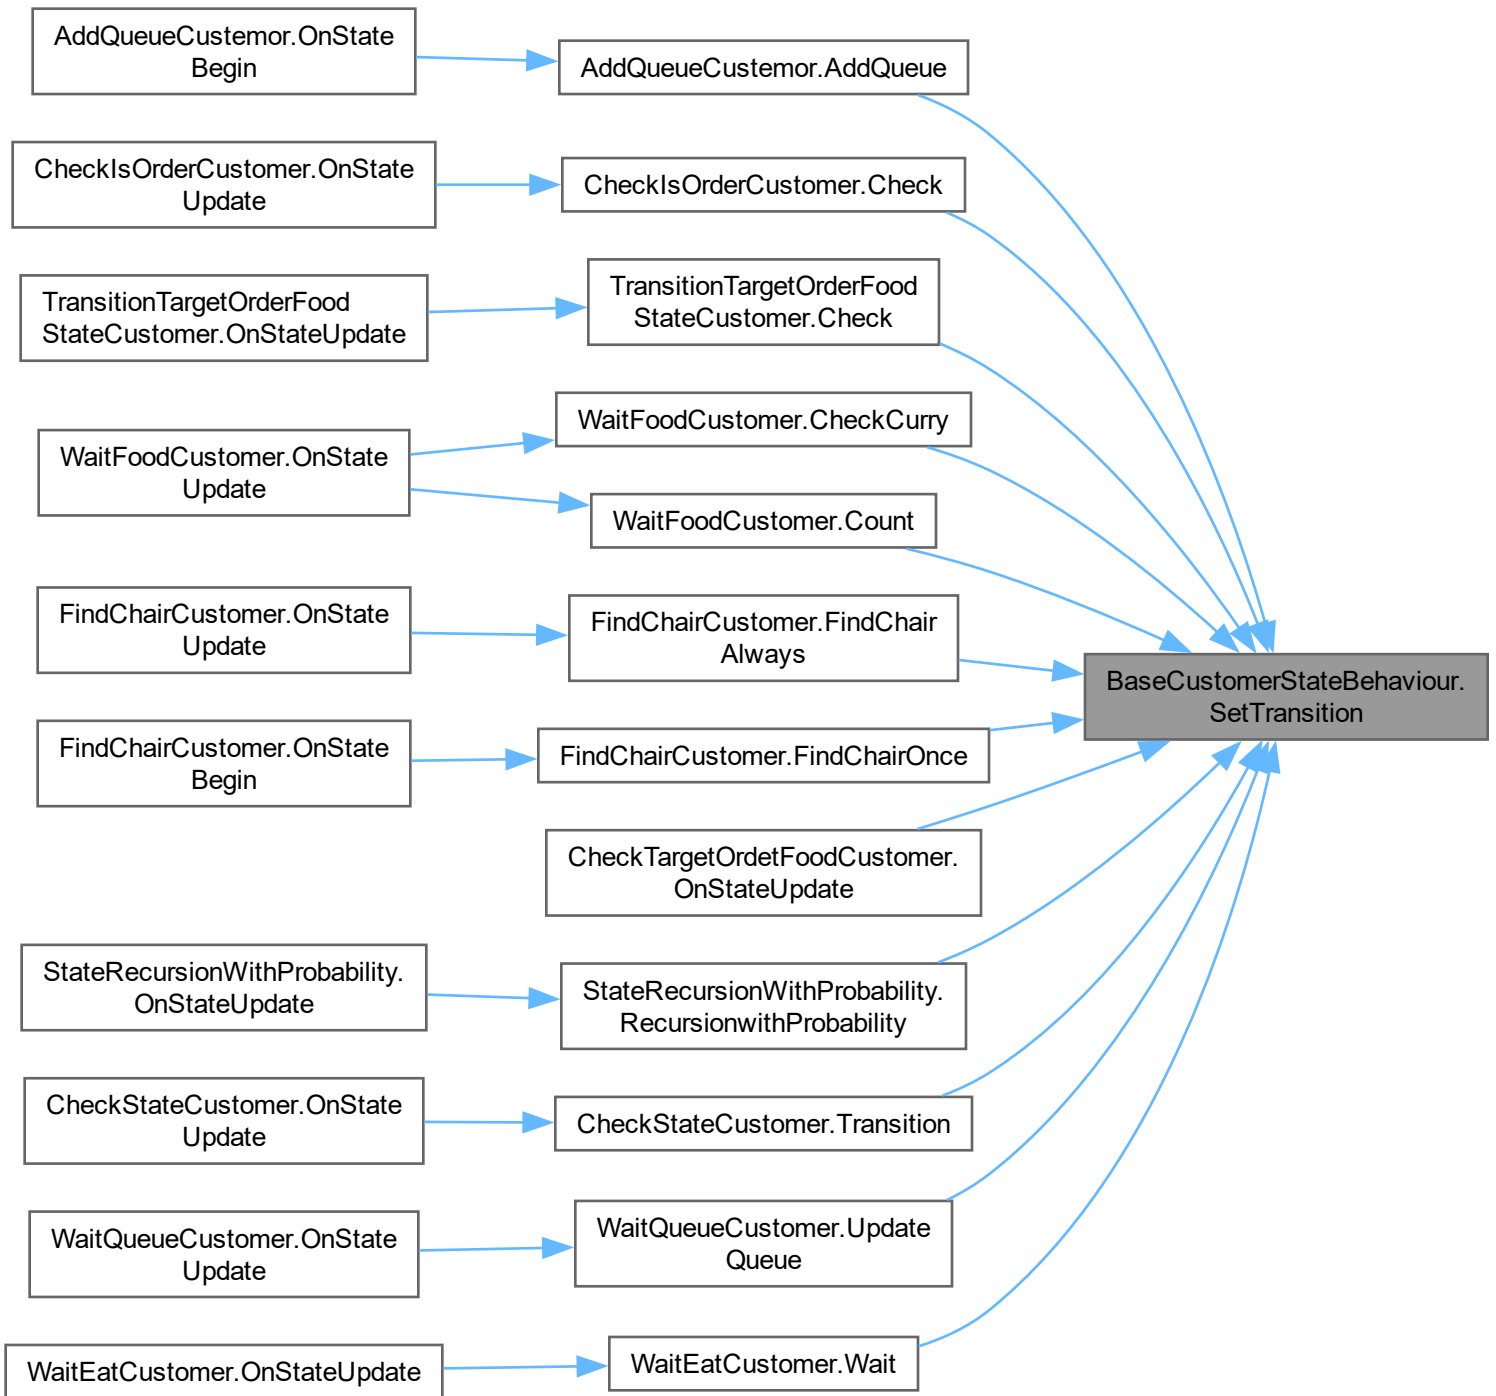 AddQueueCustemor.OnState
Begin
AddQueueCustemor.AddQueue
CheckIsOrderCustomer.OnState
Update
CheckIsOrderCustomer.Check
TransitionTargetOrderFood
StateCustomer.OnStateUpdate
TransitionTargetOrderFood
StateCustomer.Check
WaitFoodCustomer.OnState
Update
WaitFoodCustomer.CheckCurry
WaitFoodCustomer.Count
FindChairCustomer.OnState
Update
FindChairCustomer.FindChair
Always
BaseCustomerStateBehaviour.
SetTransition
FindChairCustomer.OnState
Begin
FindChairCustomer.FindChairOnce
CheckTargetOrdetFoodCustomer.
OnStateUpdate
StateRecursionWithProbability.
OnStateUpdate
StateRecursionWithProbability.
RecursionwithProbability
CheckStateCustomer.OnState
Update
CheckStateCustomer.Transition
WaitQueueCustomer.OnState
Update
WaitQueueCustomer.Update
Queue
WaitEatCustomer.OnStateUpdate
WaitEatCustomer.Wait